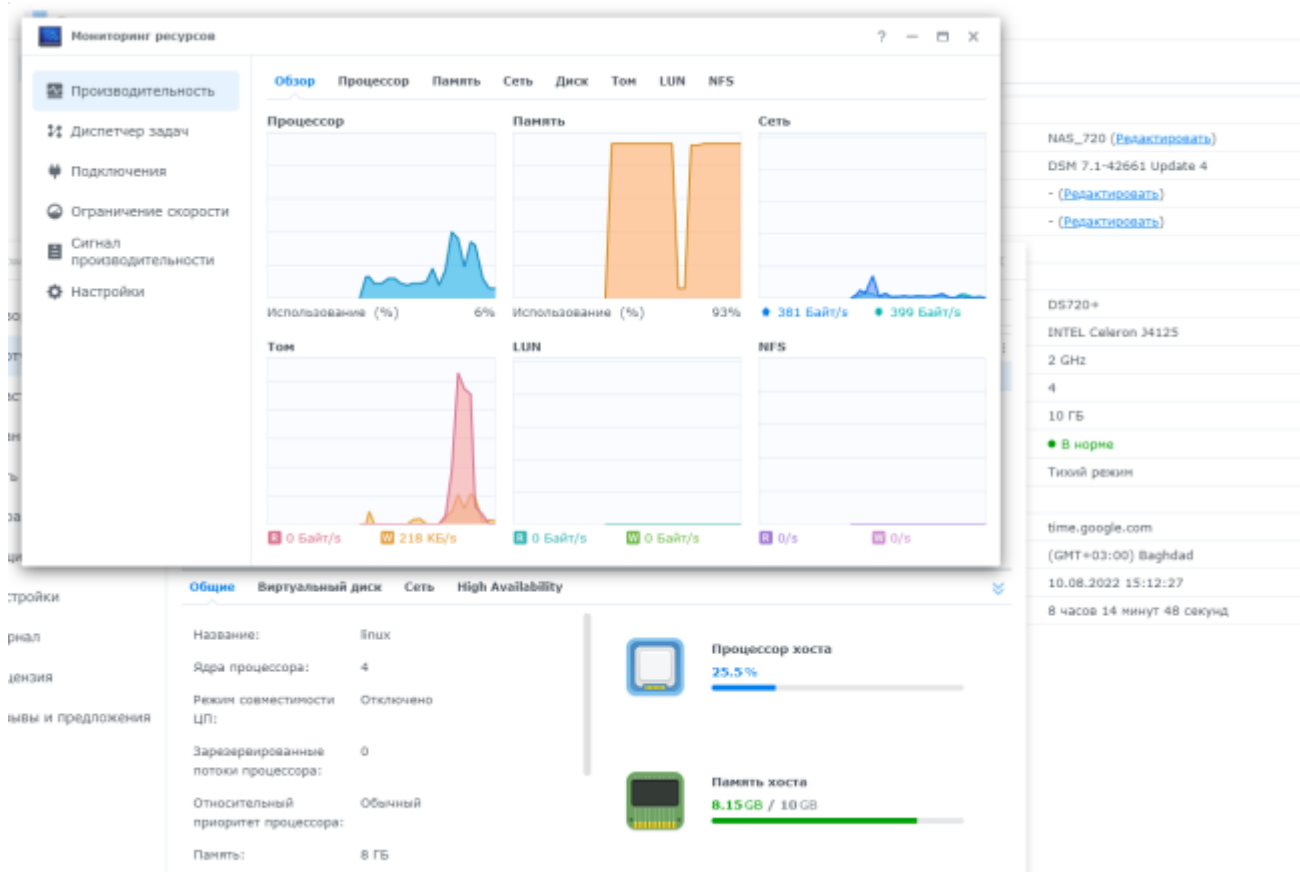 Мониторинг ресурсов
?
Производительность
Диспетчер задач
Подключения
Ограничение скорости
Сигнал
производительности
Настройки
Обзор Процессор Память Сеть Диск Том LUN NFS
Процессор
Использование (%) 6%
Память
Использование (%) 93%
Сеть
381 Байт/s 399 Байт/s
Том
R 0 Байт/s W 218 КБ/s
LUN
R 0 Байт/s W 0 Байт/s
NFS
R 0/s W 0/s
NAS_720 (Редактировать)
DSM 7.1-42661 Update 4
- (Редактировать)
- (Редактировать)
DS720+
INTEL Celeron J4125
2 GHz
4
10 ГБ
В норме
Тихий режим
time.google.com
(GMT+03:00) Baghdad
10.08.2022 15:12:27
8 часов 14 минут 48 секунд
стройки
рнал
цензия
зывы и предложения
Общие Виртуальный диск Сеть High Availability
Название: linux
Ядра процессора: 4
Режим совместимости Отключено
ЦП:
Зарезервированные 0
потоки процессора:
Относительный Обычный
приоритет процессора:
Память: 8 ГБ
Процессор хоста
25.5%
Память хоста
8.15GB / 10GB